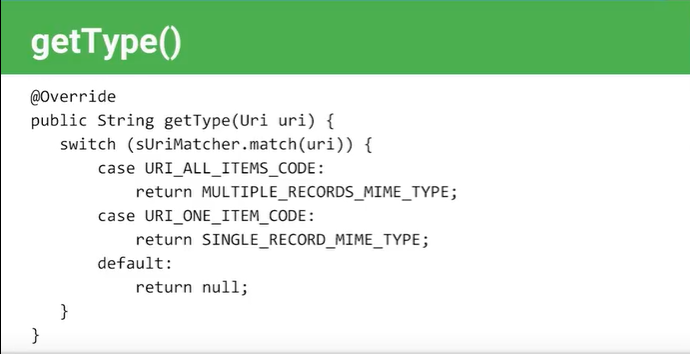 getType()
@Override
public String getType(Uri uri) {
switch (sUriMatcher.match(uri)) {
case URI_ALL_ITEMS_CODE:
return MULTIPLE_RECORDS_MIME_TYPE;
case URI_ONE_ITEM_CODE:
return SINGLE_RECORD_MIME_TYPE;
default:
return null;
}
}